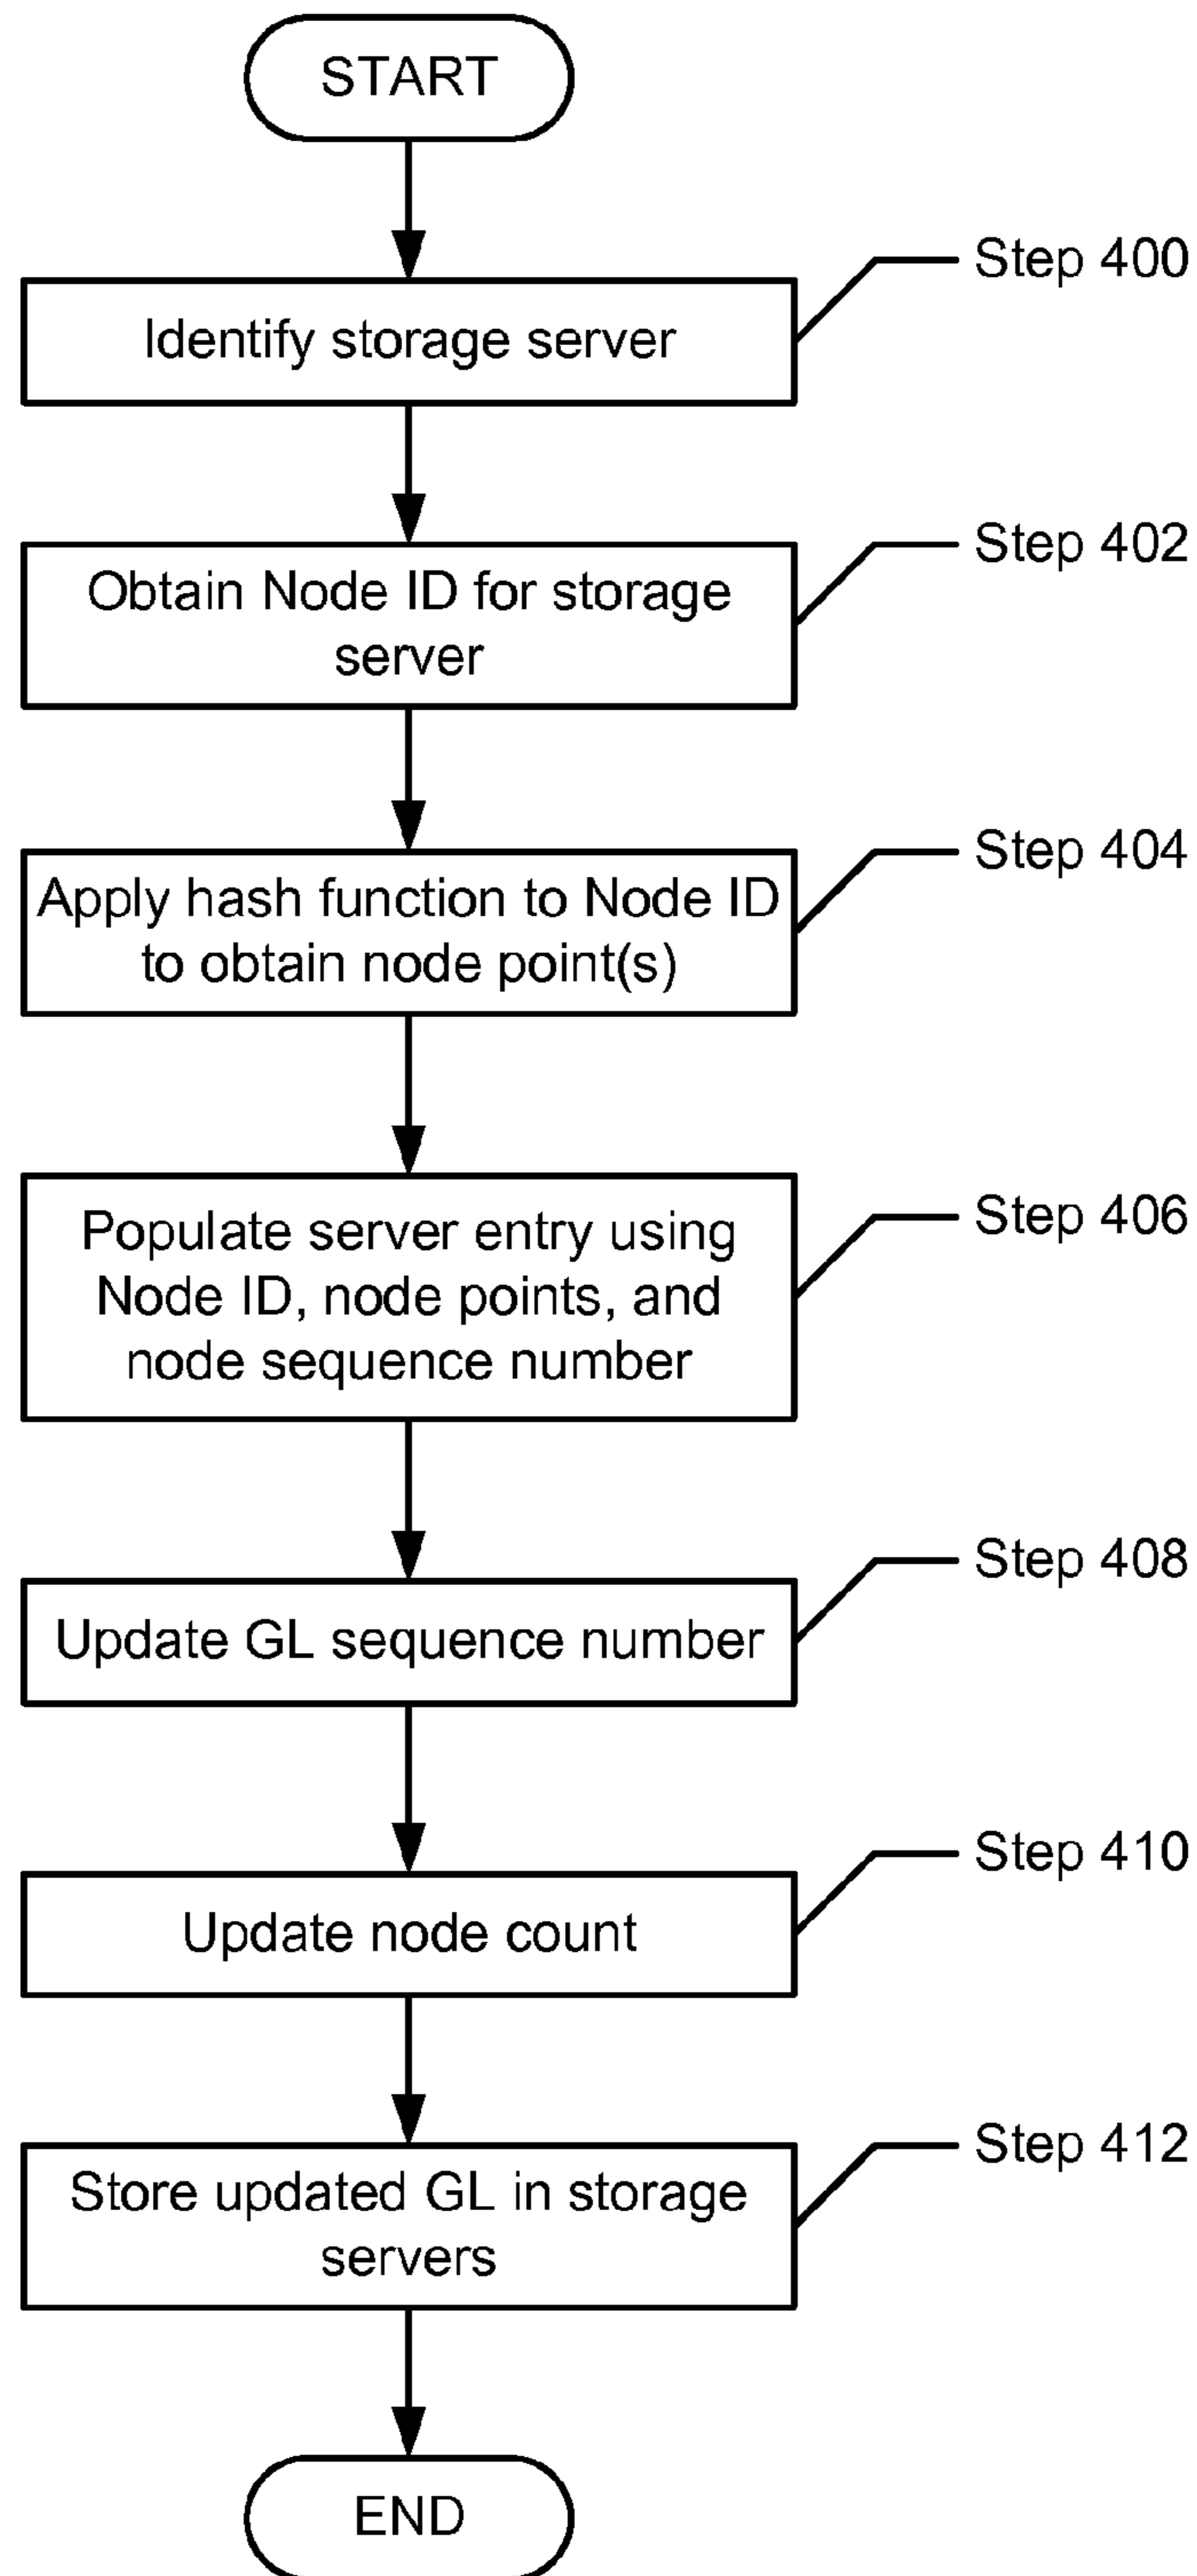 START
Step 400
Identify storage server
Step 402
Obtain Node ID for storage
server
Step 404
Apply hash function to Node ID
to obtain node point(s)
Step 406
Populate server entry using
Node ID, node points, and
node sequence number
Step 408
Update GL sequence number
Step 410
Update node count
Step 412
Store updated GL in storage
servers
END